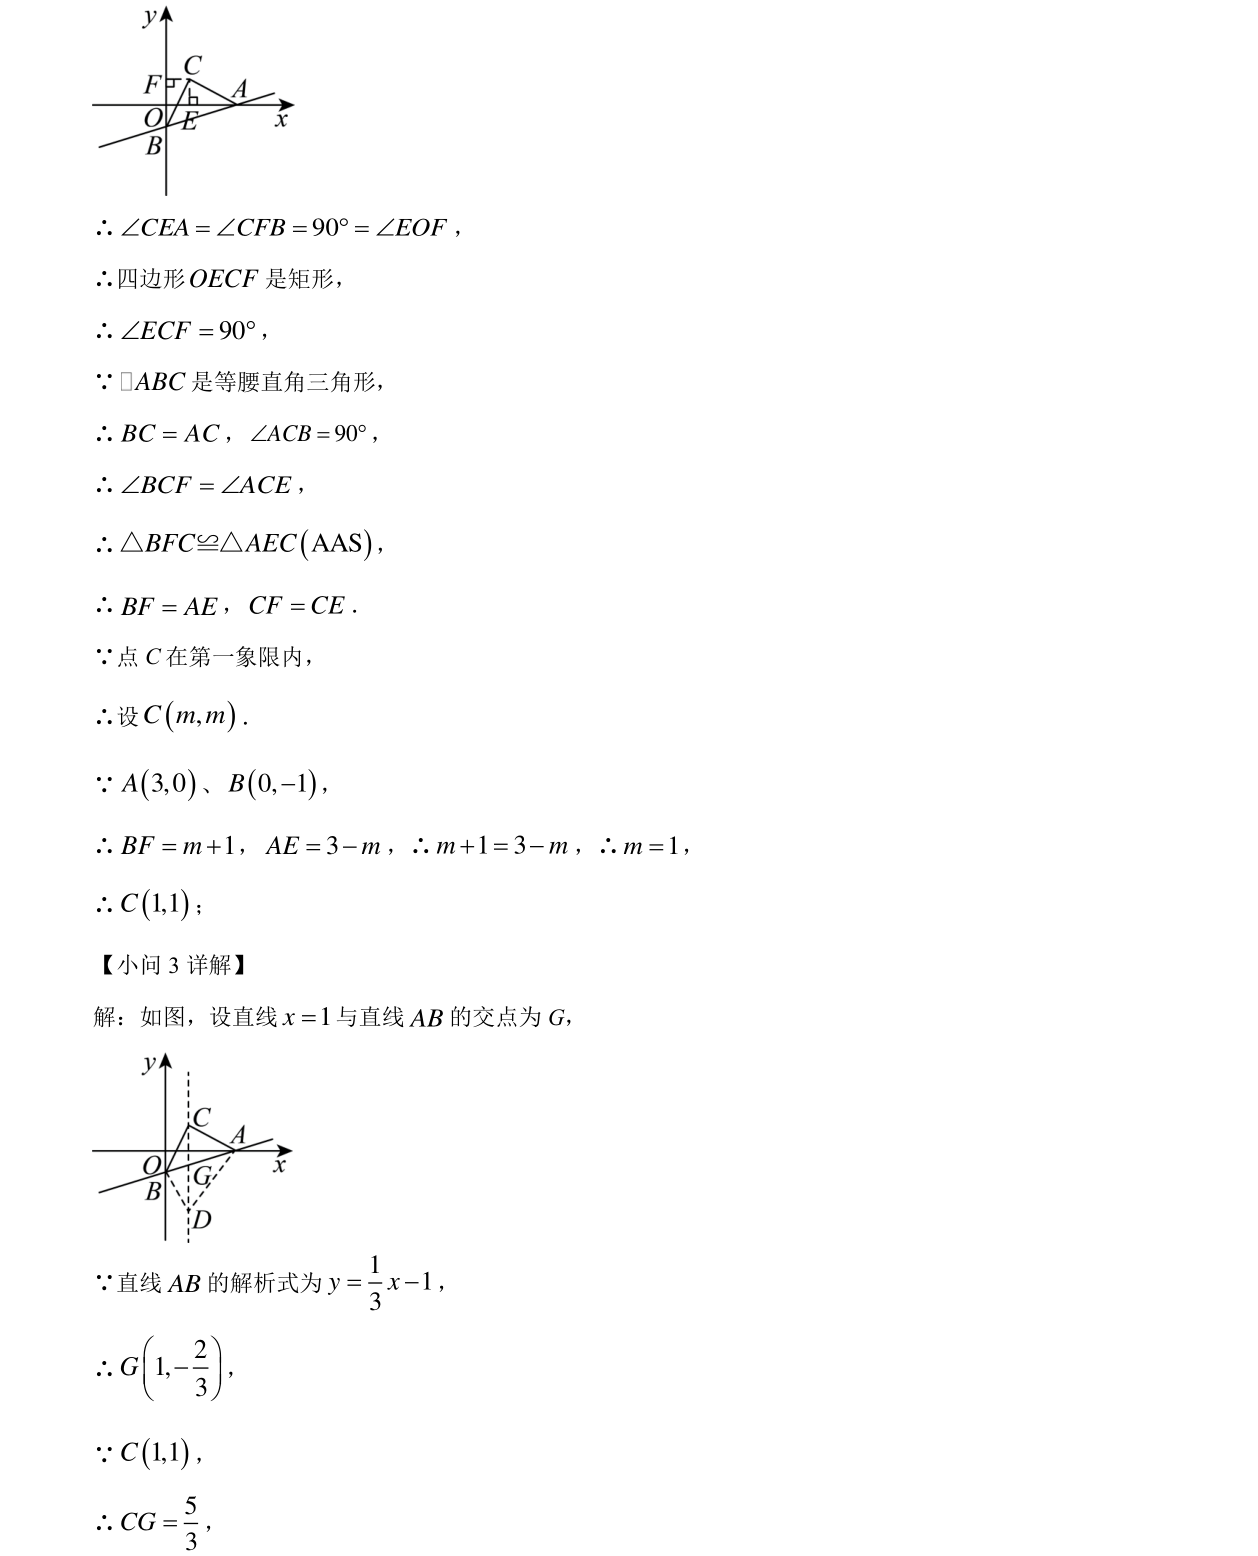 y
C
F
A
O
E
x
B
∴∠CEA=∠CFB=90°=∠EOF，
∴四边形OECF是矩形，
∴∠ECF=90°，
∵□ABC是等腰直角三角形，
∴BC=AC，∠ACB=90°，
∴∠BCF=∠ACE，
∴△BFC≌△AEC(AAS)，
∴BF=AE，CF=CE．
∵点C在第一象限内，
∴设C(m,m)．
∵A(3,0)、B(0,−1)，
∴BF=m+1，AE=3−m，∴m+1=3−m，∴m=1，
∴C(1,1)；
【小问3详解】
解：如图，设直线x=1与直线AB的交点为G，
y
C
A
O
G
x
B
D
∵直线AB的解析式为y=\frac{1}{3}x−1，
∴G(1,−\frac{2}{3})，
∵C(1,1)，
∴CG=\frac{5}{3}，